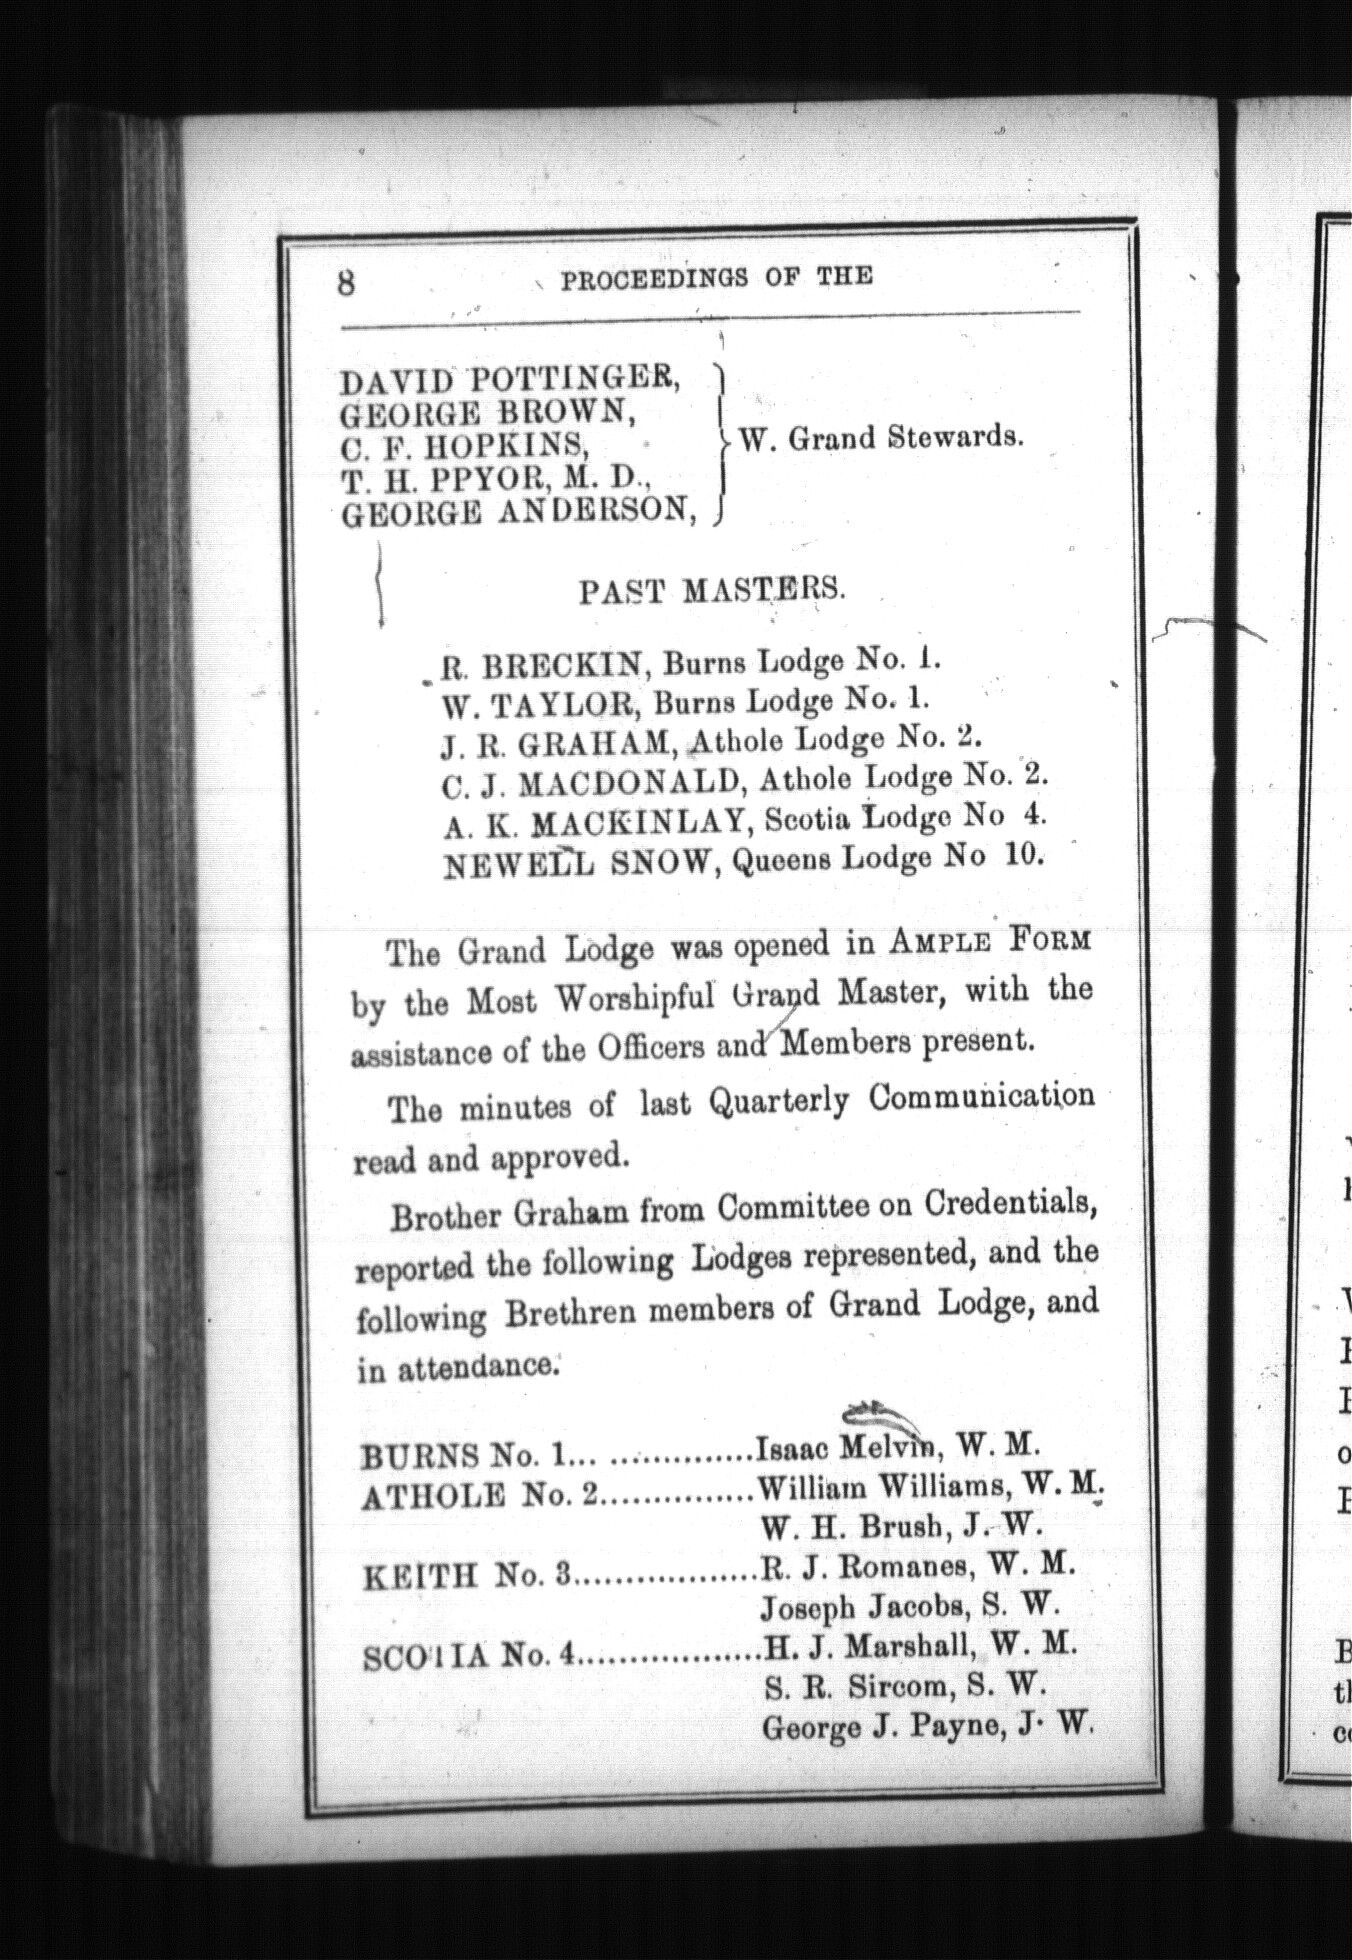 8 PROCEEDINGS OF THE
DAVID POTTINGER,
GEORGE BROWN,
C. F. HOPKINS,
T. H. PPYOR, M. D.,
GEORGE ANDERSON,
W. Grand Stewards.
PAST MASTERS.
R. BRECKIN, Burns Lodge No. 1.
W. TAYLOR, Burns Lodge No. 1.
J. R. GRAHAM, Athole Lodge No. 2.
C. J. MACDONALD, Athole Lodge No. 2.
A. K. MACKINLAY, Scotia Lodge No 4.
NEWELL SNOW, Queens Lodge No 10.
The Grand Lodge was opened in AMPLE FORM
by the Most Worshipful Grand Master, with the
assistance of the Officers and Members present.
The minutes of last Quarterly Communication
read and approved.
Brother Graham from Committee on Credentials,
reported the following Lodges represented, and the
following Brethren members of Grand Lodge, and
in attendance.
BURNS No. 1... ..............Isaac Melvin, W. M.
ATHOLE No. 2...............William Williams, W. M.
W. H. Brush, J. W.
KEITH No. 3..................R. J. Romanes, W. M.
Joseph Jacobs, S. W.
SCOTIA No. 4..................H. J. Marshall, W. M.
S. R. Sircom, S. W.
George J. Payne, J. W.